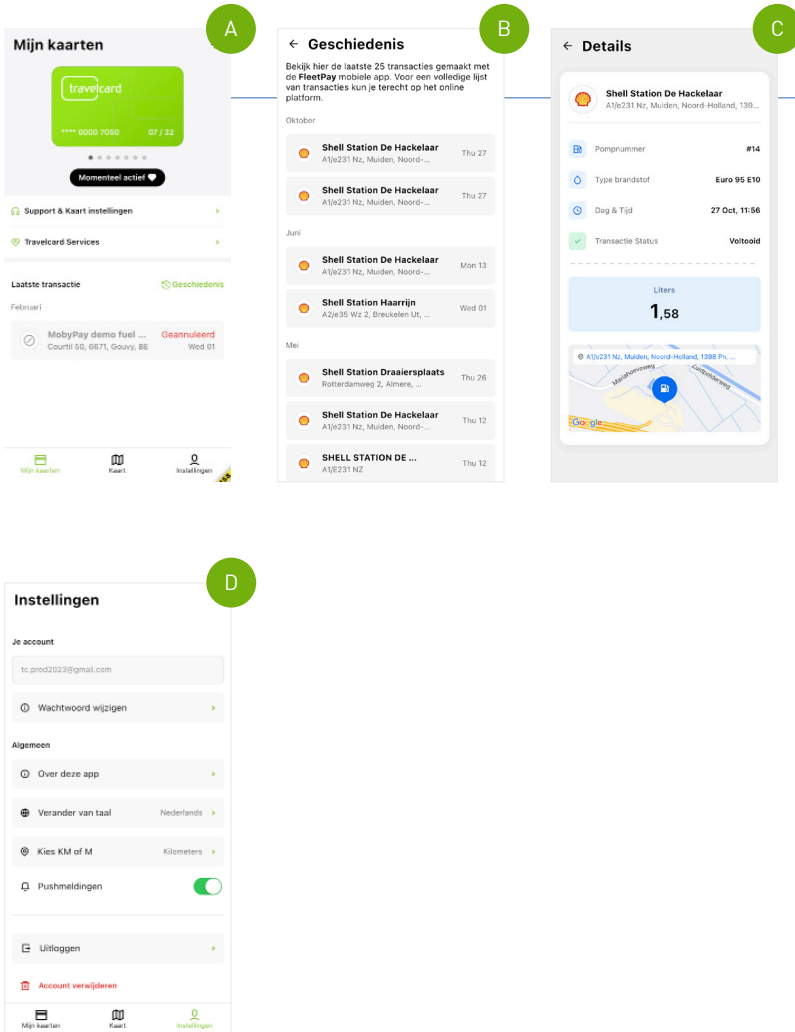 A
Mijn kaarten
travelcard
**** 0000 7060
07 / 32
Momenteel actief
Support & Kaart instellingen
Travelcard Services
Laatste transactie
Geschiedenis
Februari
MobyPay demo fuel ...
Geannuleerd
Courtil 50, 6671, Gouvy, BE
Wed 01
Mijn kaarten
Kaart
Instellingen
B
Geschiedenis
Bekijk hier de laatste 25 transacties gemaakt met
de FleetPay mobiele app. Voor een volledige lijst
van transacties kun je terecht op het online
platform.
Oktober
Shell Station De Hackelaar
A1/e231 Nz, Muiden, Noord-...
Thu 27
Shell Station De Hackelaar
A1/e231 Nz, Muiden, Noord-...
Thu 27
Juni
Shell Station De Hackelaar
A1/e231 Nz, Muiden, Noord-...
Mon 13
Shell Station Haarrijn
A2/e35 Wz 2, Breukelen Ut, ...
Wed 01
Mei
Shell Station Draaiersplaats
Rotterdamweg 2, Almere, ...
Thu 26
Shell Station De Hackelaar
A1/e231 Nz, Muiden, Noord-...
Thu 12
SHELL STATION DE ...
A1/E231 NZ
Thu 12
C
Details
Shell Station De Hackelaar
A1/e231 Nz, Muiden, Noord-Holland, 139...
Pompnummer
#14
Type brandstof
Euro 95 E10
Dag & Tijd
27 Oct, 11:56
Transactie Status
Voltooid
Liters
1,58
A1/e231 Nz, Muiden, Noord-Holland, 1398 Pn, ...
Mariahoeveweg
Zuidpolderweg
Google
D
Instellingen
Je account
tc.prod2023@gmail.com
Wachtwoord wijzigen
Algemeen
Over deze app
Verander van taal
Nederlands
Kies KM of M
Kilometers
Pushmeldingen
Uitloggen
Account verwijderen
Mijn kaarten
Kaart
Instellingen